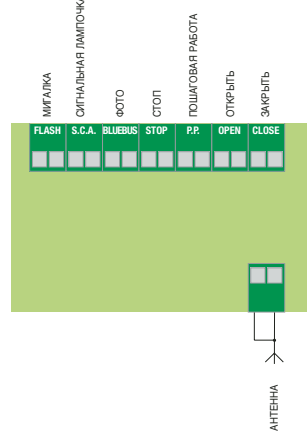 МИГАЛКА
СИГНАЛЬНАЯ ЛАМПОЧКА
ФОТО
СТОП
ПОШАГОВАЯ РАБОТА
ОТКРЫТЬ
ЗАКРЫТЬ
FLASH S.C.A. BLUEBUS STOP P.P. OPEN CLOSE
АНТЕННА